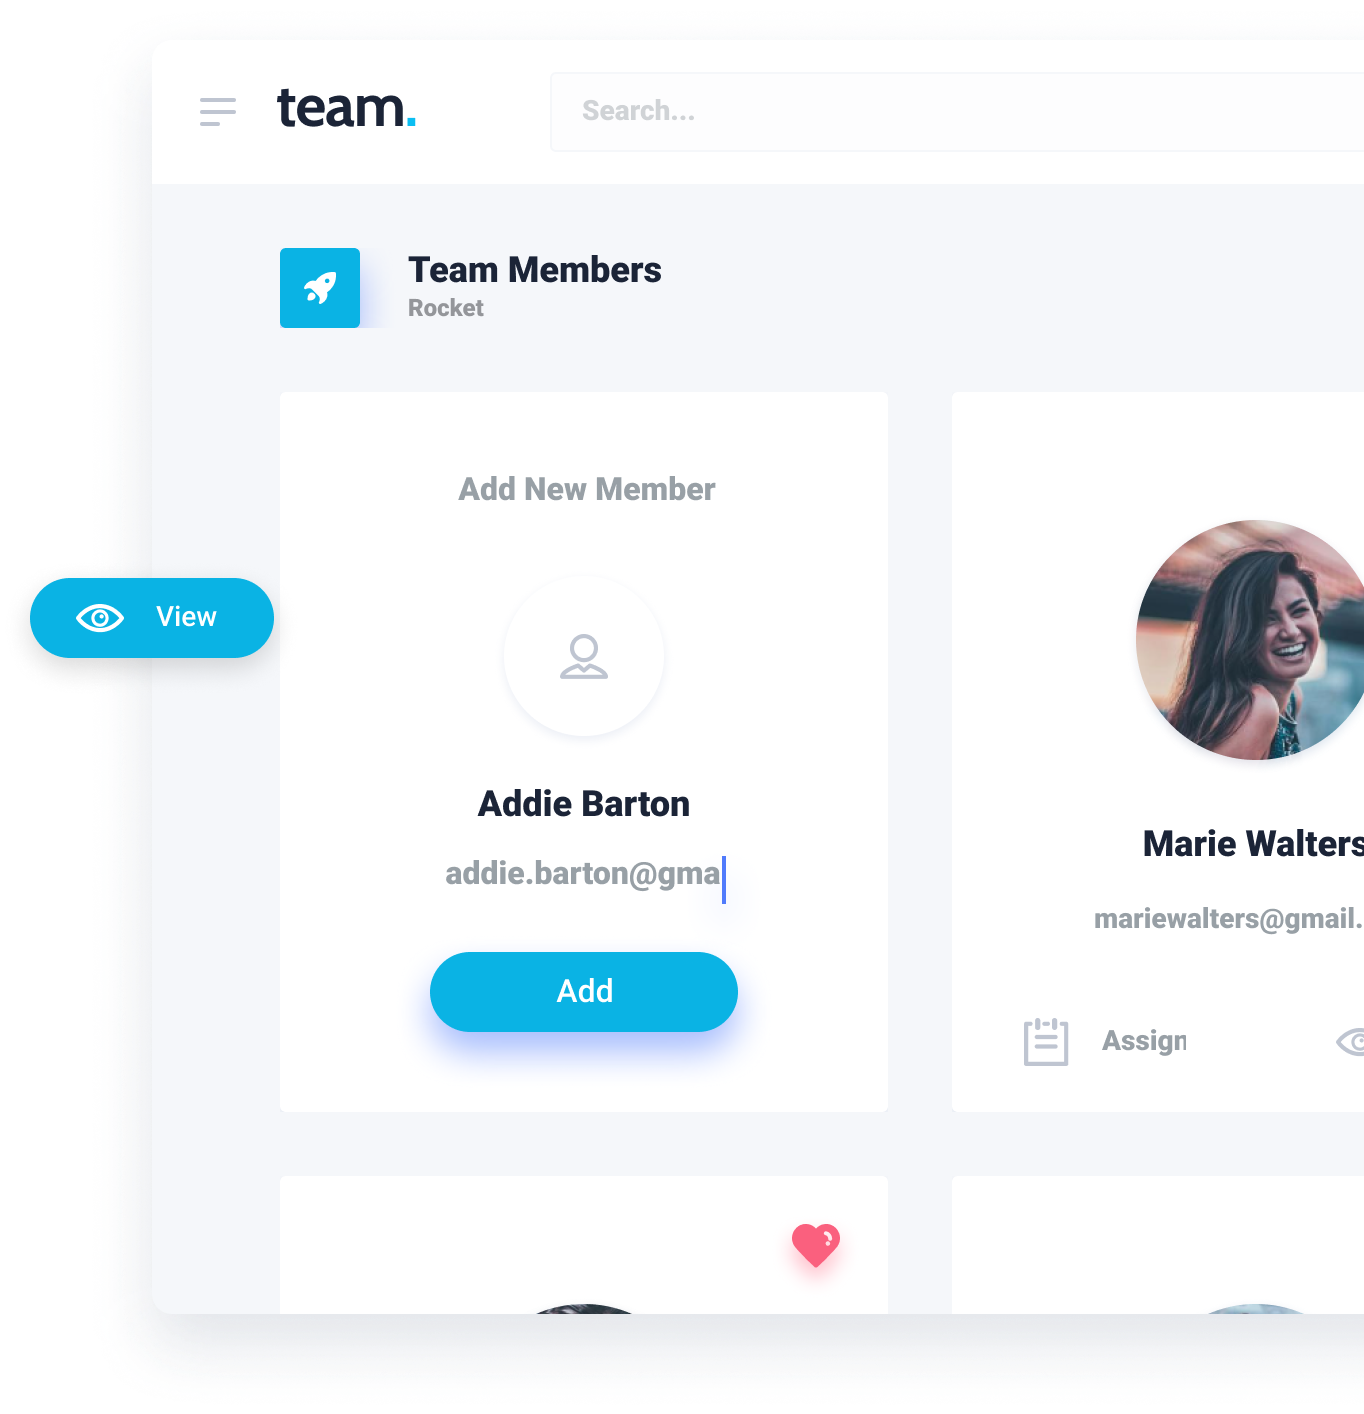 team.
Search...
Team Members
Rocket
Add New Member
View
Addie Barton
addie.barton@gma
Add
Marie Walters
mariewalters@gmail.
Assign